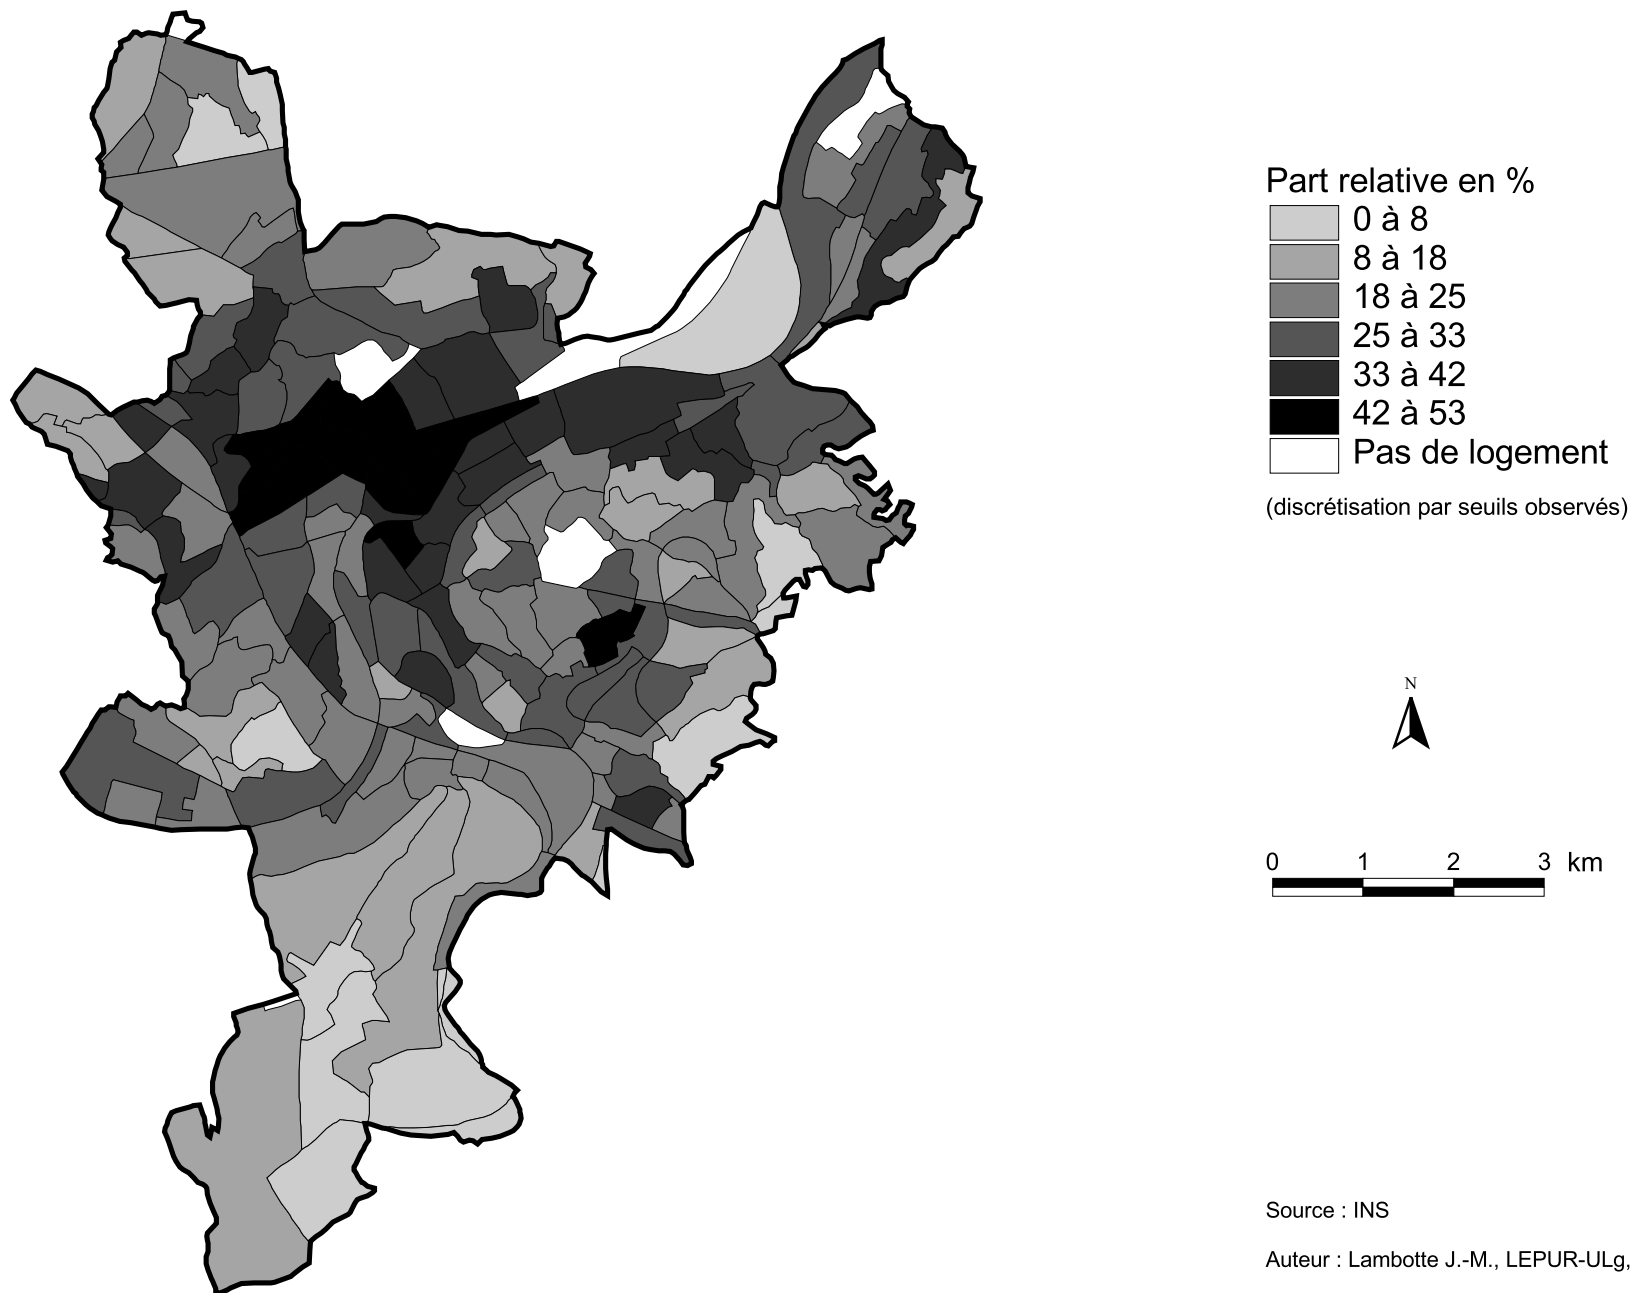 Part relative en %
0 à 8
8 à 18
18 à 25
25 à 33
33 à 42
42 à 53
Pas de logement
(discrétisation par seuils observés)
N
0 1 2 3 km
Source : INS
Auteur : Lambotte J.-M., LEPUR-ULg,